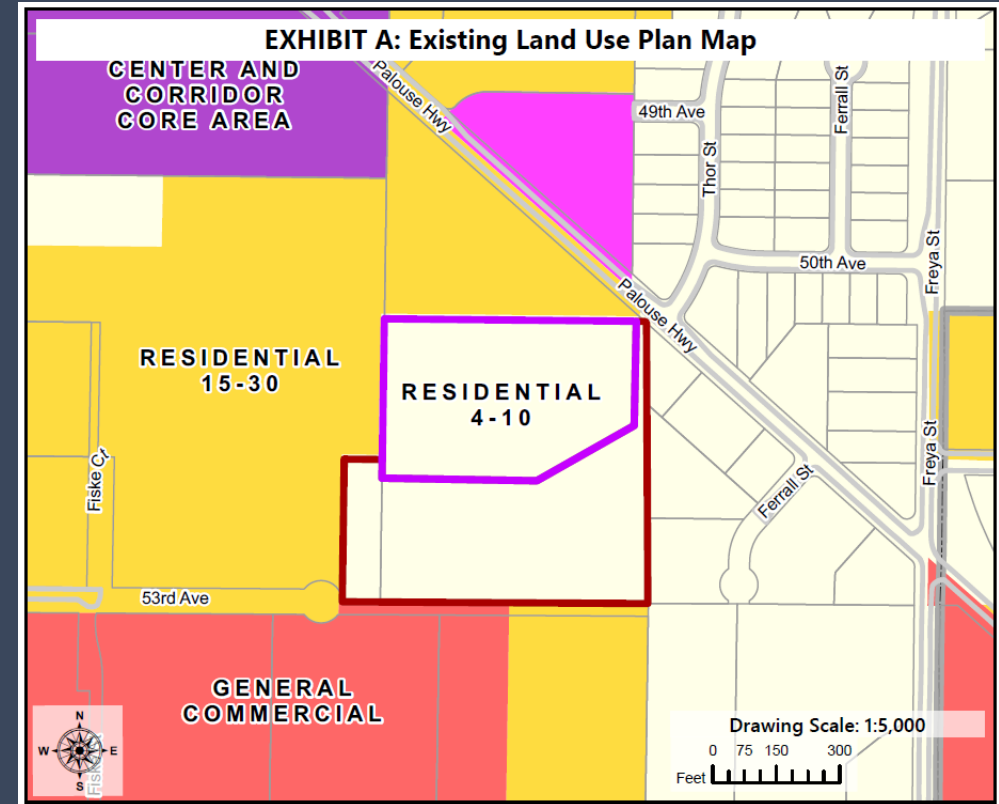 EXHIBIT A: Existing Land Use Plan Map
CENTER AND
CORRIDOR
CORE AREA
Palouse Hwy
49th Ave
Ferrall St
Thor St
50th Ave
Freya St
Palouse Hwy
RESIDENTIAL
15-30
RESIDENTIAL
4-10
Fiske Ct
Ferrall St
Freya St
53rd Ave
GENERAL
COMMERCIAL
N
W
E
S
Drawing Scale: 1:5,000
0 75 150 300
Feet